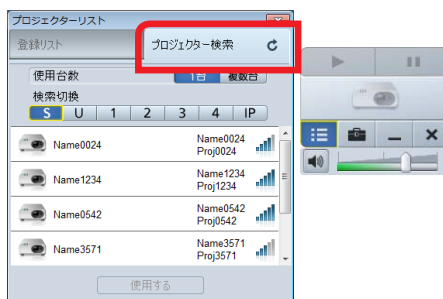 プロジェクターリスト
登録リスト
プロジェクター検索
使用台数 1台 複数台
検索切換
S U 1 2 3 4 IP
Name0024 Name0024
Proj0024
Name1234 Name1234
Proj1234
Name0542 Name0542
Proj0542
Name3571 Name3571
Proj3571
使用する